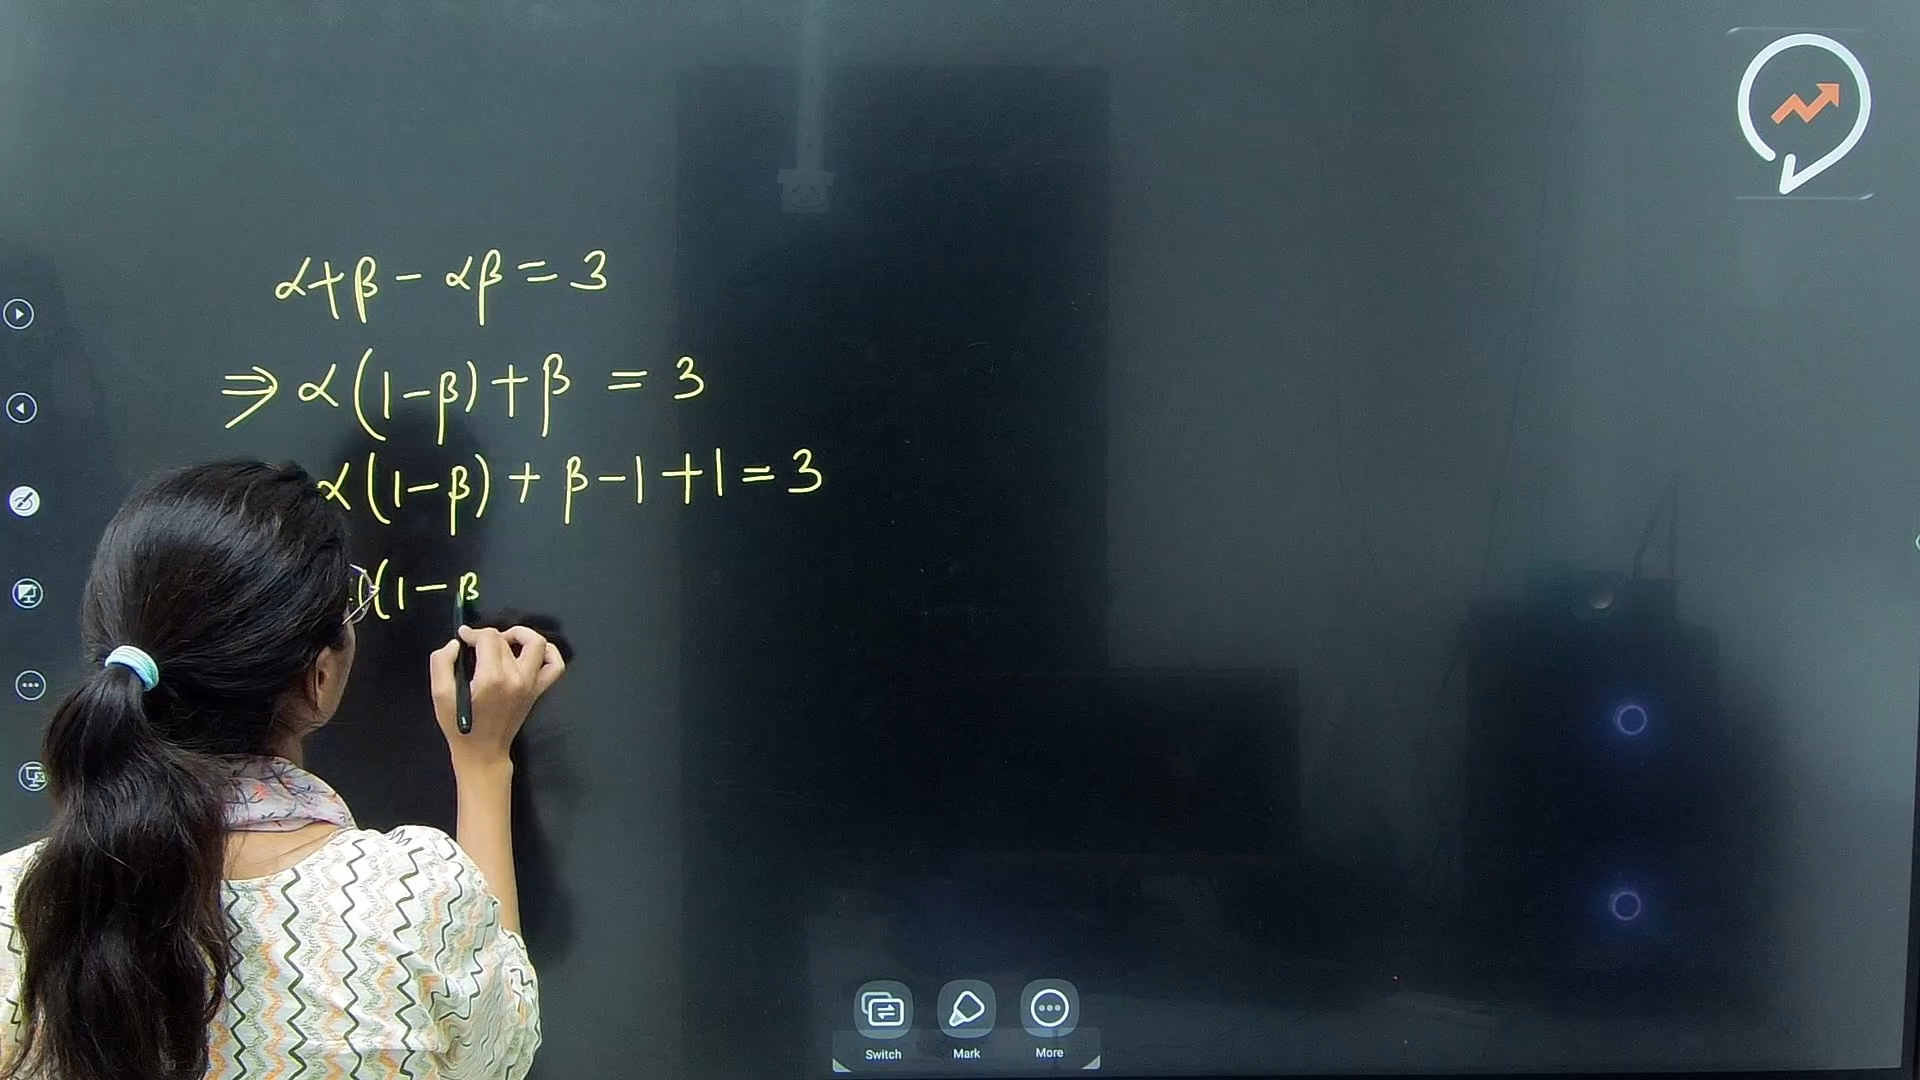 α+β - αβ = 3
⇒ α(1-β)+β = 3
α(1-β) + β-1+1 = 3
(1-β
Switch
Mark
More